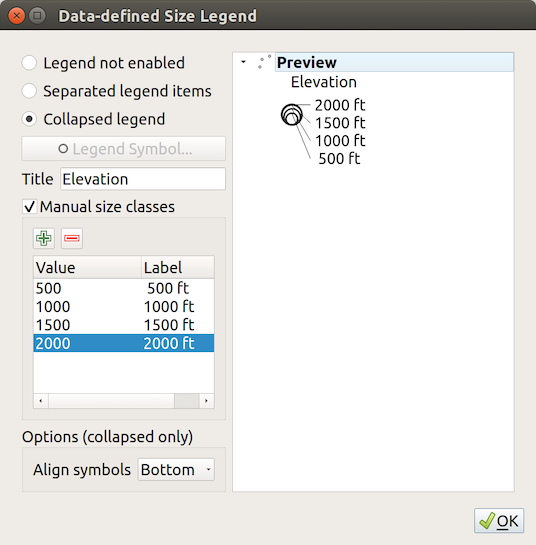 Data-defined Size Legend
Legend not enabled
Separated legend items
Collapsed legend
Legend Symbol...
Title Elevation
Manual size classes
Value Label
500 500 ft
1000 1000 ft
1500 1500 ft
2000 2000 ft
Options (collapsed only)
Align symbols Bottom
Preview
Elevation
2000 ft
1500 ft
1000 ft
500 ft
OK